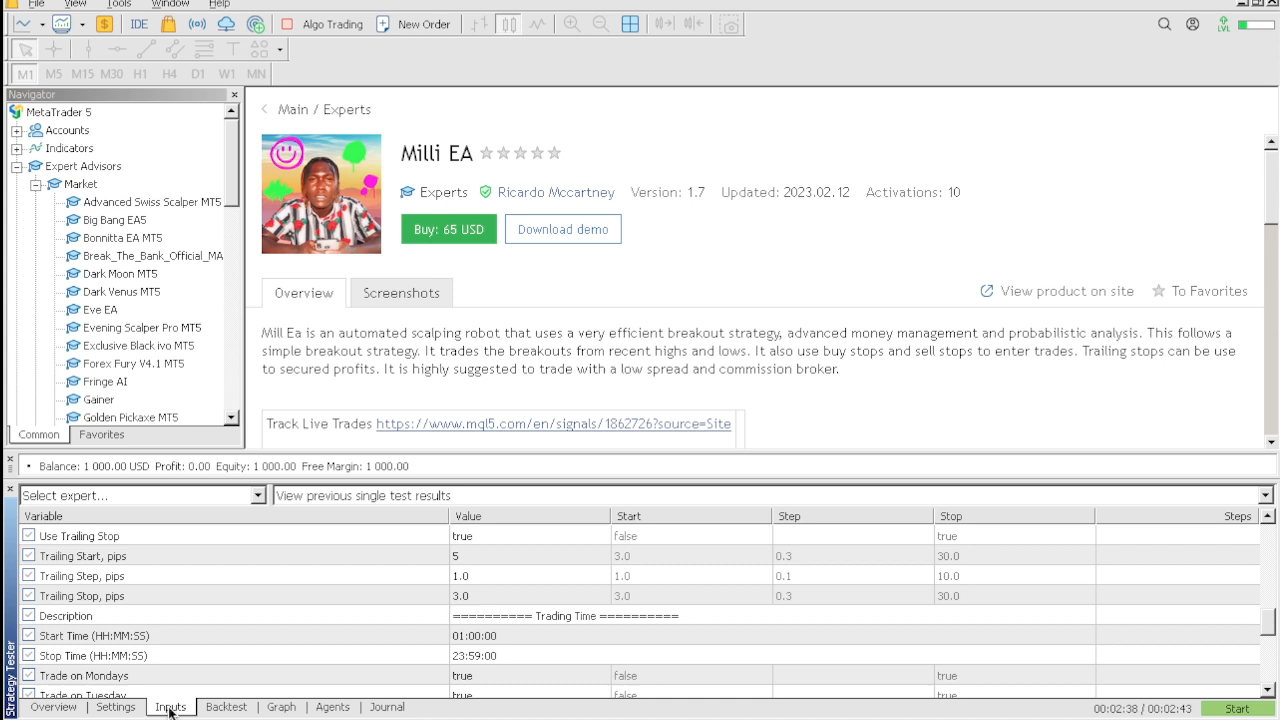 File Tools Window Help
IDE Algo Trading New Order LVL
M1 M5 M15 M30 H1 H4 D1 W1 MN
Navigator
MetaTrader 5
Accounts
Indicators
Expert Advisors
Market
Advanced Swiss Scalper MT5
Big Bang EA5
Bonnitta EA MT5
Break_The_Bank_Official_MA
Dark Moon MT5
Dark Venus MT5
Eve EA
Evening Scalper Pro MT5
Exclusive Black ivo MT5
Forex Fury V4.1 MT5
Fringe AI
Gainer
Golden Pickaxe MT5
Common Favorites
Main / Experts
Milli EA
Experts Ricardo Mccartney Version: 1.7 Updated: 2023.02.12 Activations: 10
Buy: 65 USD Download demo
Overview Screenshots View product on site To Favorites
Mill Ea is an automated scalping robot that uses a very efficient breakout strategy, advanced money management and probabilistic analysis. This follows a
simple breakout strategy. It trades the breakouts from recent highs and lows. It also use buy stops and sell stops to enter trades. Trailing stops can be use
to secured profits. It is highly suggested to trade with a low spread and commission broker.
Track Live Trades https://www.mql5.com/en/signals/1862726?source=Site
Balance: 1 000.00 USD Profit: 0.00 Equity: 1 000.00 Free Margin: 1 000.00
Select expert... View previous single test results
Variable Value Start Step Stop Steps
Use Trailing Stop true false true
Trailing Start, pips 5 3.0 0.3 30.0
Trailing Step, pips 1.0 1.0 0.1 10.0
Trailing Stop, pips 3.0 3.0 0.3 30.0
Description ========== Trading Time ==========
Start Time (HH:MM:SS) 01:00:00
Stop Time (HH:MM:SS) 23:59:00
Trade on Mondays true false true
Trade on Tuesday true false true
Strategy Tester
Overview Settings Inputs Backtest Graph Agents Journal 00:02:38 / 00:02:43 Start